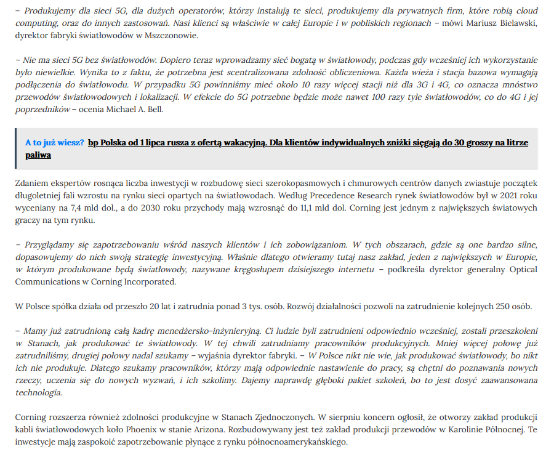 – Produkujemy dla sieci 5G, dla dużych operatorów, którzy instalują te sieci, produkujemy dla prywatnych firm, które robią cloud
computing, oraz do innych zastosowań. Nasi klienci są właściwie w całej Europie i w pobliskich regionach – mówi Mariusz Bielawski,
dyrektor fabryki światłowodów w Mszczonowie.
– Nie ma sieci 5G bez światłowodów. Dopiero teraz wprowadzamy sieć bogatą w światłowody, podczas gdy wcześniej ich wykorzystanie
było niewielkie. Wynika to z faktu, że potrzebna jest scentralizowana zdolność obliczeniowa. Każda wieża i stacja bazowa wymagają
podłączenia do światłowodu. W przypadku 5G powinniśmy mieć około 10 razy więcej stacji niż dla 3G i 4G, co oznacza mnóstwo
przewodów światłowodowych i lokalizacji. W efekcie do 5G potrzebne będzie może nawet 100 razy tyle światłowodów, co do 4G i jej
poprzedników – ocenia Michael A. Bell.
A to już wiesz? bp Polska od 1 lipca rusza z ofertą wakacyjną. Dla klientów indywidualnych zniżki sięgają do 30 groszy na litrze
paliwa
Zdaniem ekspertów rosnąca liczba inwestycji w rozbudowę sieci szerokopasmowych i chmurowych centrów danych zwiastuje początek
długoletniej fali wzrostu na rynku sieci opartych na światłowodach. Według Precedence Research rynek światłowodów był w 2021 roku
wyceniany na 7,4 mld dol., a do 2030 roku przychody mają wzrosnąć do 11,1 mld dol. Corning jest jednym z największych światowych
graczy na tym rynku.
– Przyglądamy się zapotrzebowaniu wśród naszych klientów i ich zobowiązaniom. W tych obszarach, gdzie są one bardzo silne,
dopasowujemy do nich swoją strategię inwestycyjną. Właśnie dlatego otwieramy tutaj nasz zakład, jeden z największych w Europie,
w którym produkowane będą światłowody, nazywane kręgosłupem dzisiejszego internetu – podkreśla dyrektor generalny Optical
Communications w Corning Incorporated.
W Polsce spółka działa od przeszło 20 lat i zatrudnia ponad 3 tys. osób. Rozwój działalności pozwoli na zatrudnienie kolejnych 250 osób.
– Mamy już zatrudnioną całą kadrę menedżersko-inżynieryjną. Ci ludzie byli zatrudnieni odpowiednio wcześniej, zostali przeszkoleni
w Stanach, jak produkować te światłowody. W tej chwili zatrudniamy pracowników produkcyjnych. Mniej więcej połowę już
zatrudniliśmy, drugiej połowy nadal szukamy – wyjaśnia dyrektor fabryki. – W Polsce nikt nie wie, jak produkować światłowody, bo nikt
ich nie produkuje. Dlatego szukamy pracowników, którzy mają odpowiednie nastawienie do pracy, są chętni do poznawania nowych
rzeczy, uczenia się do nowych wyzwań, i ich szkolimy. Dajemy naprawdę głęboki pakiet szkoleń, bo to jest dosyć zaawansowana
technologia.
Corning rozszerza również zdolności produkcyjne w Stanach Zjednoczonych. W sierpniu koncern ogłosił, że otworzy zakład produkcji
kabli światłowodowych koło Phoenix w stanie Arizona. Rozbudowywany jest też zakład produkcji przewodów w Karolinie Północnej. Te
inwestycje mają zaspokoić zapotrzebowanie płynące z rynku północnoamerykańskiego.